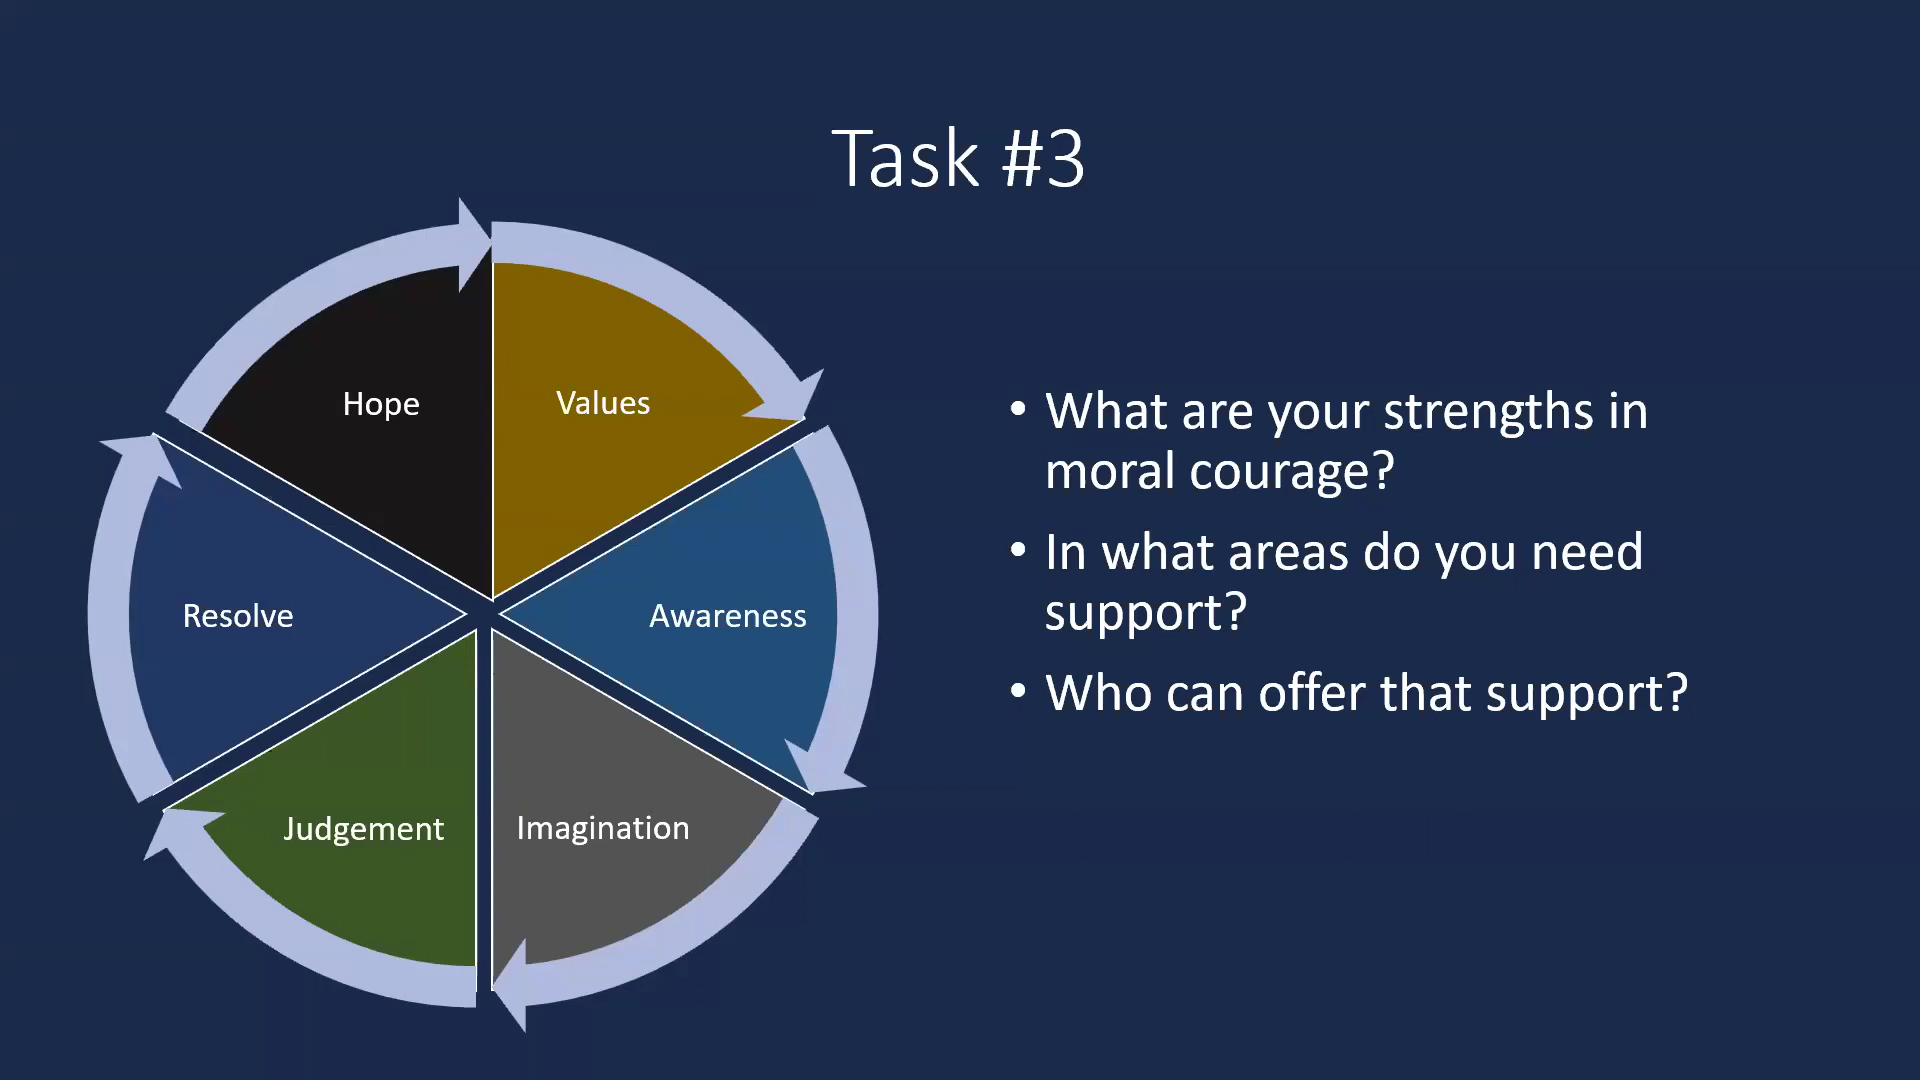 Task #3
Hope
Values
Resolve
Awareness
Judgement
Imagination
• What are your strengths in
moral courage?
• In what areas do you need
support?
• Who can offer that support?